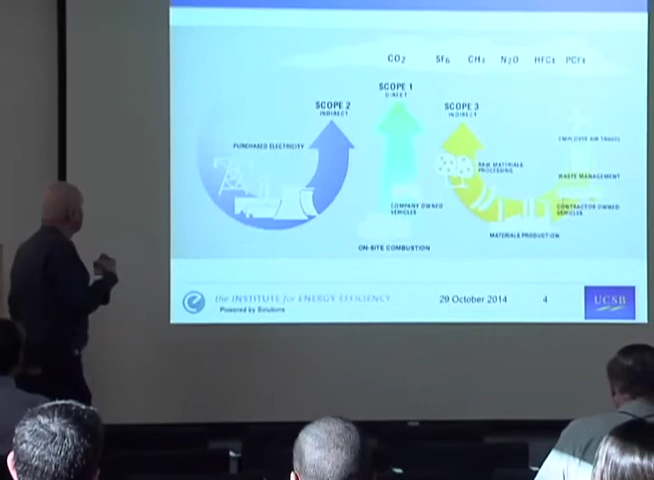 CO2 SF6 CH4 N2O HFCs PCFs
SCOPE 1
DIRECT
SCOPE 2
INDIRECT
SCOPE 3
INDIRECT
PURCHASED ELECTRICITY
COMPANY OWNED
VEHICLES
ON-SITE COMBUSTION
RAW MATERIALS
PROCESSING
EMPLOYEE AIR TRAVEL
WASTE MANAGEMENT
CONTRACTOR OWNED
VEHICLES
MATERIALS PRODUCTION
the INSTITUTE for ENERGY EFFICIENCY
Powered by Solutions
29 October 2014
4
UCSB